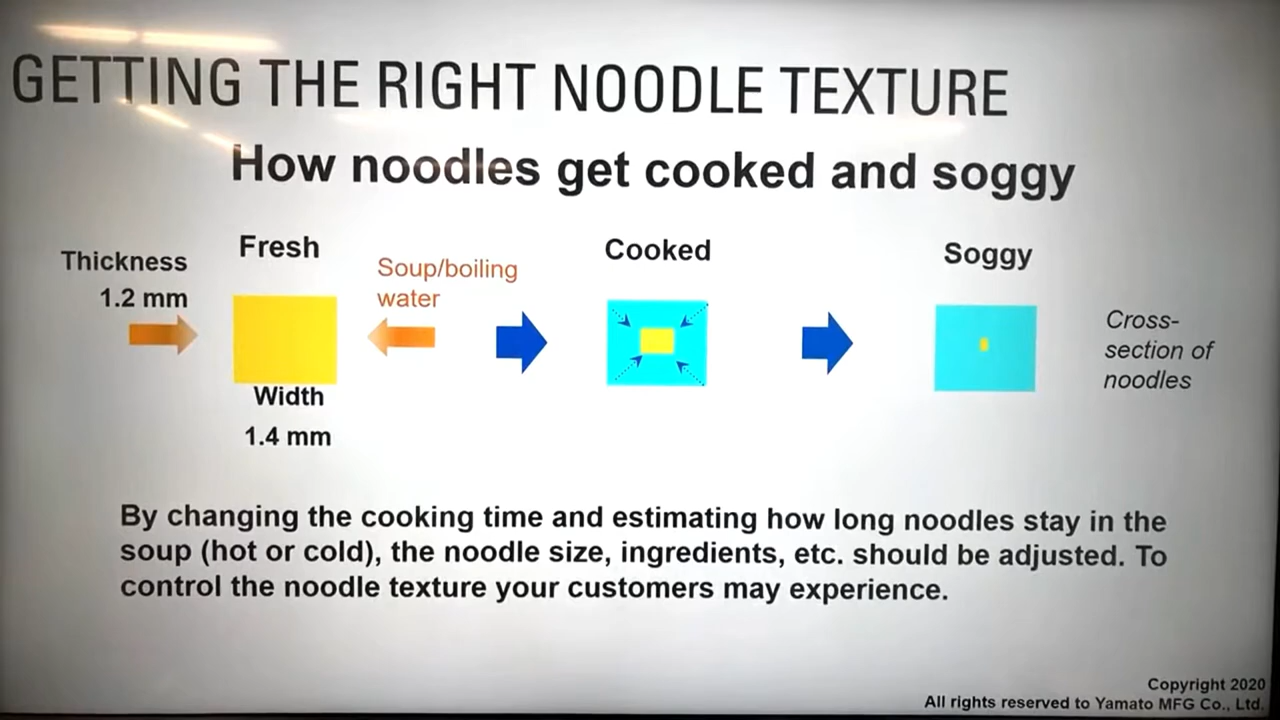 GETTING THE RIGHT NOODLE TEXTURE
How noodles get cooked and soggy
Thickness
1.2 mm
Fresh
Width
1.4 mm
Soup/boiling
water
Cooked
Soggy
Cross-
section of
noodles
By changing the cooking time and estimating how long noodles stay in the
soup (hot or cold), the noodle size, ingredients, etc. should be adjusted. To
control the noodle texture your customers may experience.
Copyright 2020
All rights reserved to Yamato MFG Co., Ltd.